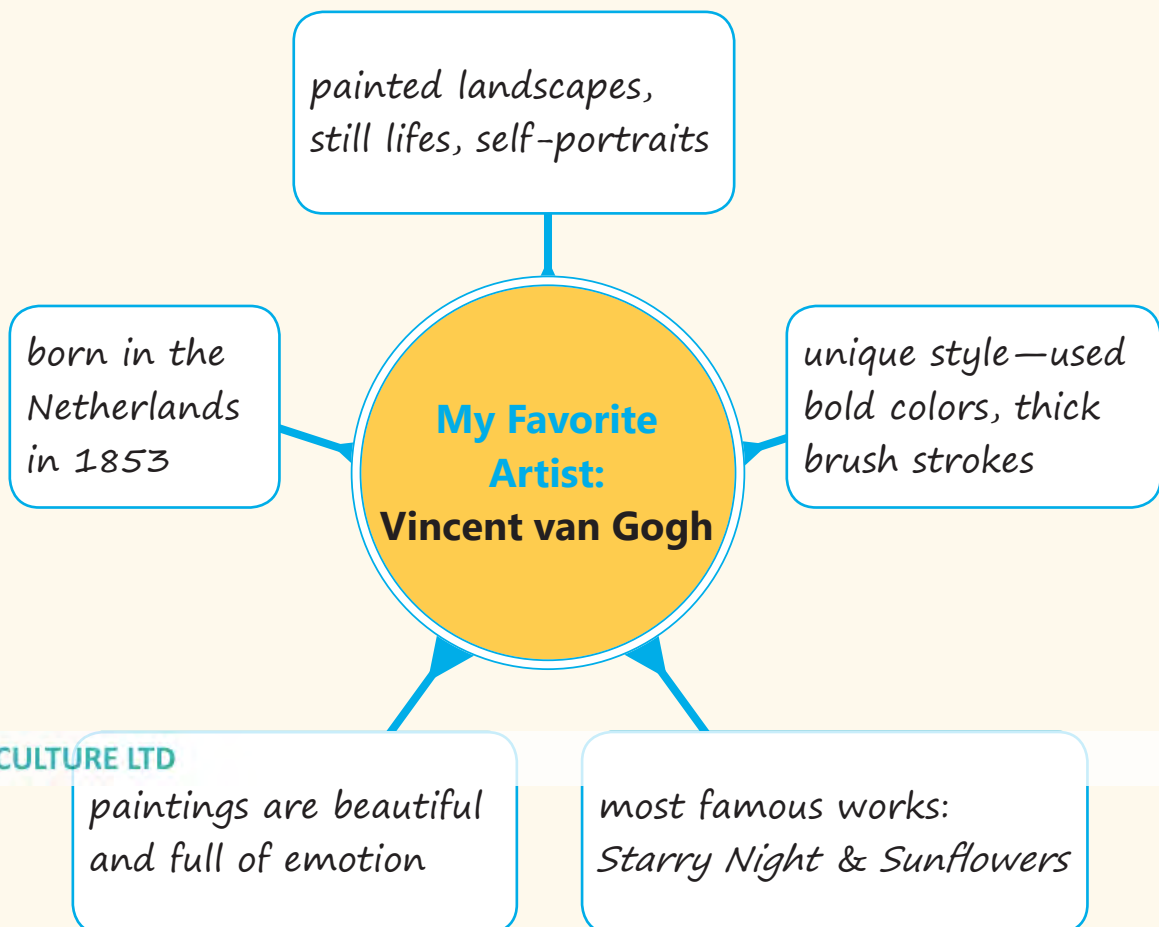 painted landscapes,
still lifes, self-portraits
born in the
Netherlands
in 1853
My Favorite
Artist:
Vincent van Gogh
unique style—used
bold colors, thick
brush strokes
CULTURE LTD
paintings are beautiful
and full of emotion
most famous works:
Starry Night & Sunflowers